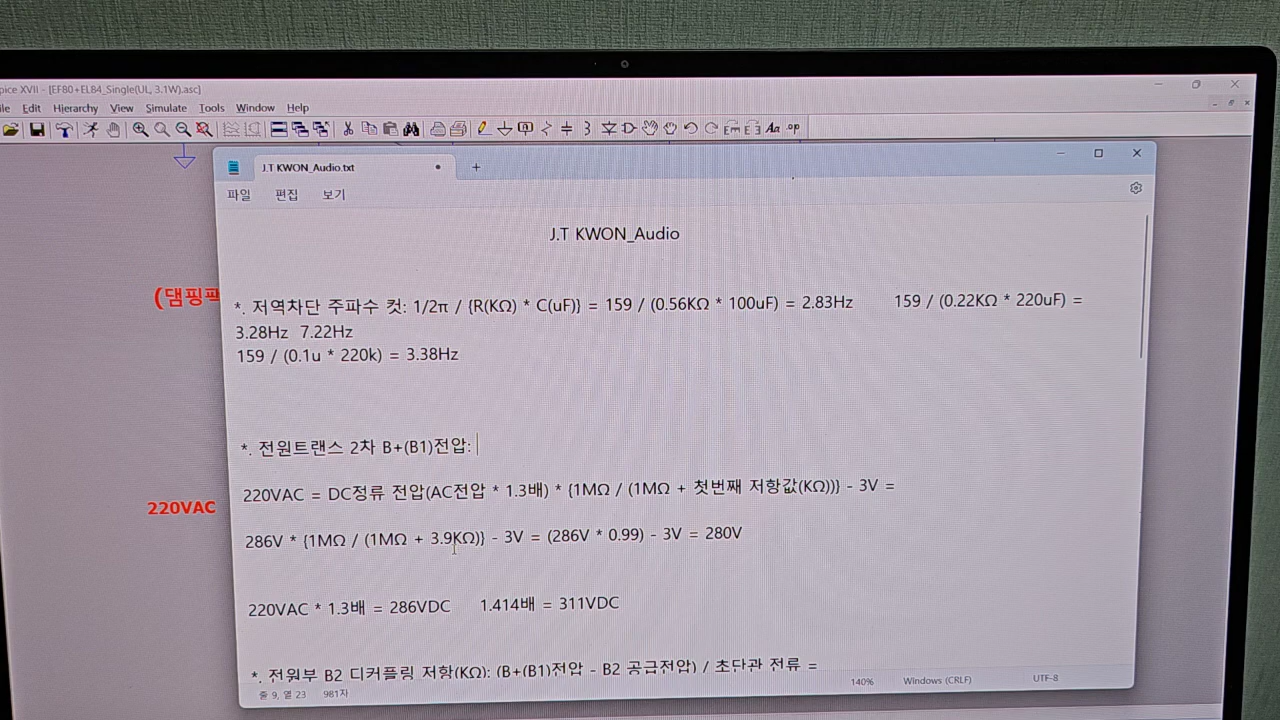 pice XVII - [EF80+EL84_Single(UL, 3.1W).asc]
ile Edit Hierarchy View Simulate Tools Window Help
J.T KWON_Audio.txt
파일 편집 보기
J.T KWON_Audio
(댐핑팩
*. 저역차단 주파수 컷: 1/2π / {R(KΩ) * C(uF)} = 159 / (0.56KΩ * 100uF) = 2.83Hz 159 / (0.22KΩ * 220uF) =
3.28Hz 7.22Hz
159 / (0.1u * 220k) = 3.38Hz
*. 전원트랜스 2차 B+(B1)전압:
220VAC
220VAC = DC정류 전압(AC전압 * 1.3배) * {1MΩ / (1MΩ + 첫번째 저항값(KΩ))} - 3V =
286V * {1MΩ / (1MΩ + 3.9KΩ)} - 3V = (286V * 0.99) - 3V = 280V
220VAC * 1.3배 = 286VDC 1.414배 = 311VDC
*. 전원부 B2 디커플링 저항(KΩ): (B+(B1)전압 - B2 공급전압) / 초단관 전류 =
줄 9, 열 23 981자 140% Windows (CRLF) UTF-8